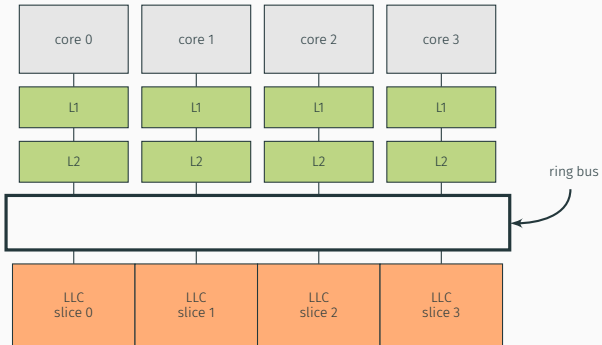 core 0
core 1
core 2
core 3
L1
L1
L1
L1
L2
L2
L2
L2
ring bus
LLC
slice 0
LLC
slice 1
LLC
slice 2
LLC
slice 3